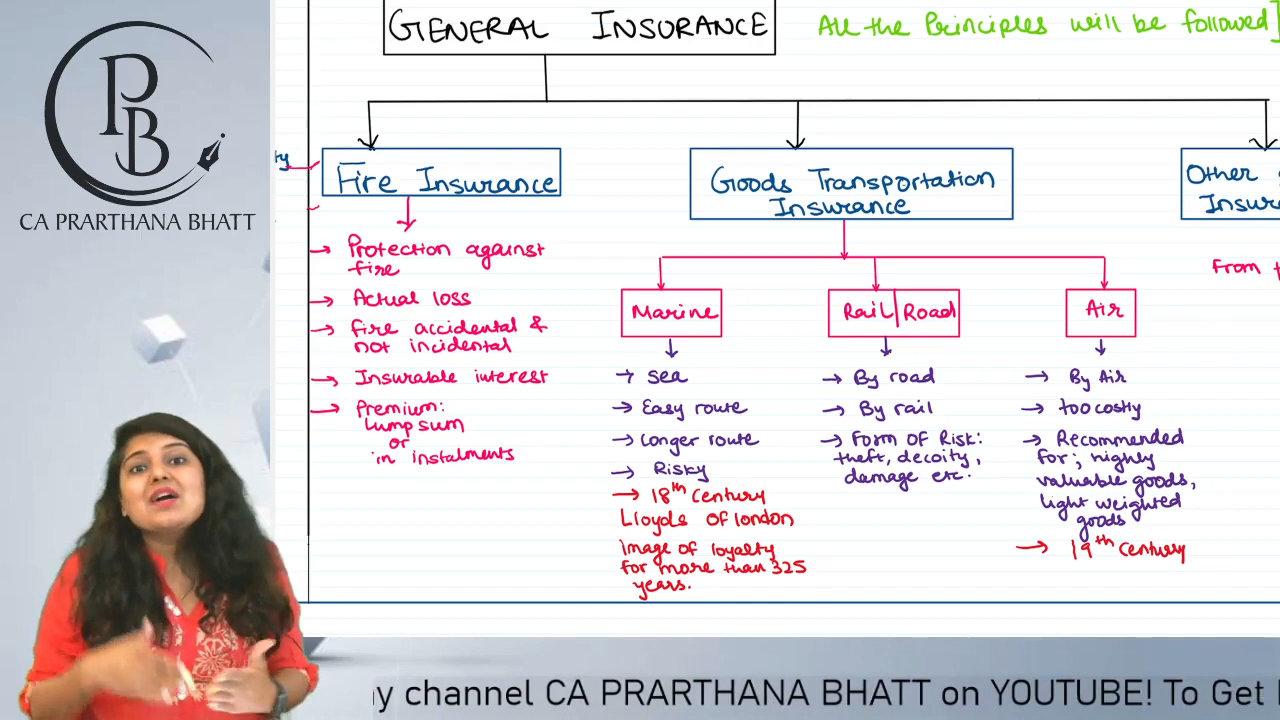 PB
CA PRARTHANA BHATT
GENERAL INSURANCE
All the Principles will be followed]
Fire Insurance
→ Protection against
fire
→ Actual loss
→ fire accidental &
not incidental
→ Insurable interest
→ Premium:
Lumpsum
or
in instalments
Goods Transportation
Insurance
Marine
→ Sea
→ Easy route
→ Longer route
→ Risky
→ 18th Century
Lloyds of london
Image of loyalty
for more than 325
years.
Rail/Road
→ By road
→ By rail
→ Form of Risk:
theft, decoity,
damage etc.
Air
→ By Air
→ too costly
→ Recommended
for; highly
valuable goods,
light weighted
goods
→ 19th Century
Other
Insur
From
channel CA PRARTHANA BHATT on YOUTUBE! To Get